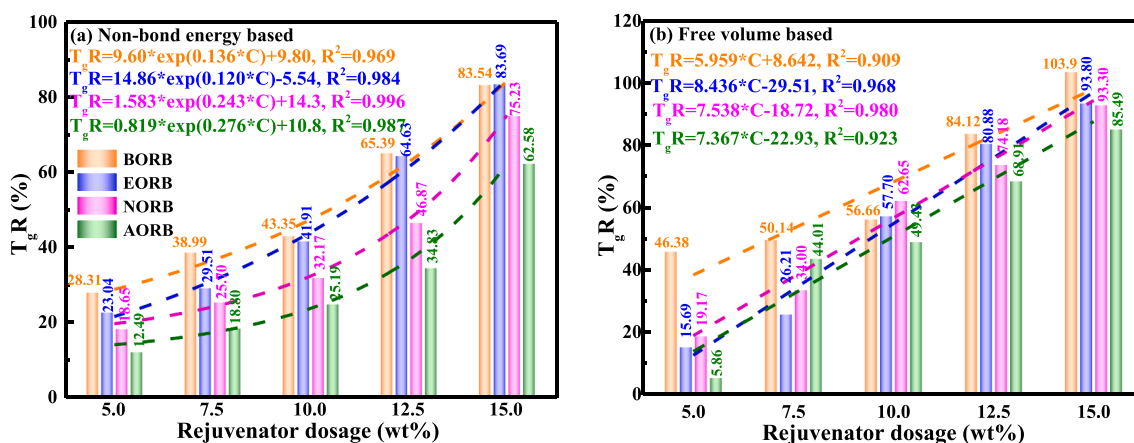 (a) Non-bond energy based
TgR=9.60*exp(0.136*C)+9.80, R²=0.969
TgR=14.86*exp(0.120*C)-5.54, R²=0.984
TgR=1.583*exp(0.243*C)+14.3, R²=0.996
TgR=0.819*exp(0.276*C)+10.8, R²=0.987
BORB
EORB
NORB
AORB
TgR (%)
100
80
60
40
20
0
28.31
23.04
18.65
12.49
38.99
29.51
25.70
18.80
43.35
41.91
32.17
25.19
65.39
64.63
46.87
34.83
83.54
83.69
75.23
62.58
5.0 7.5 10.0 12.5 15.0
Rejuvenator dosage (wt%)
(b) Free volume based
TgR=5.959*C+8.642, R²=0.909
TgR=8.436*C-29.51, R²=0.968
TgR=7.538*C-18.72, R²=0.980
TgR=7.367*C-22.93, R²=0.923
TgR (%)
120
100
80
60
40
20
0
46.38
15.69
19.17
5.86
50.14
26.21
34.00
44.01
56.66
57.70
62.65
49.43
84.12
80.88
74.18
68.91
103.9
93.80
93.30
85.49
5.0 7.5 10.0 12.5 15.0
Rejuvenator dosage (wt%)